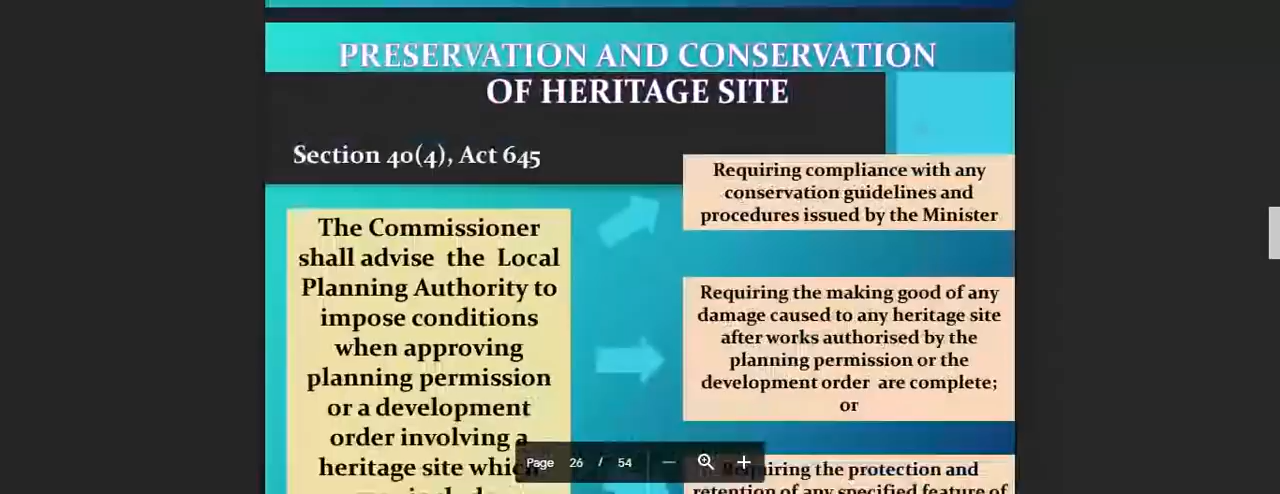 PRESERVATION AND CONSERVATION
OF HERITAGE SITE
Section 40(4), Act 645
The Commissioner
shall advise the Local
Planning Authority to
impose conditions
when approving
planning permission
or a development
order involving a
heritage site which
Requiring compliance with any
conservation guidelines and
procedures issued by the Minister
Requiring the making good of any
damage caused to any heritage site
after works authorised by the
planning permission or the
development order are complete;
or
Requiring the protection and
retention of any specified feature of
Page 26 / 54